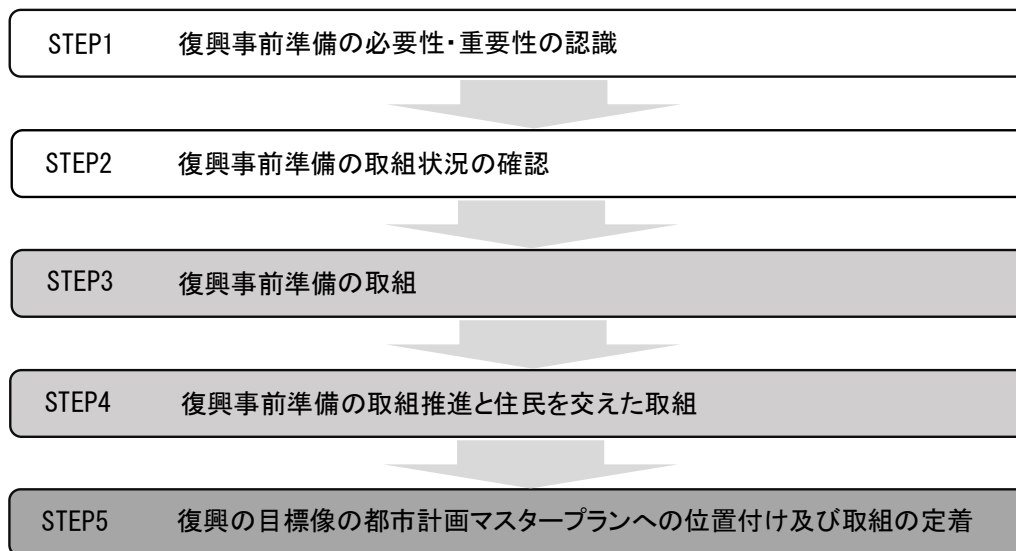 STEP1 復興事前準備の必要性・重要性の認識
STEP2 復興事前準備の取組状況の確認
STEP3 復興事前準備の取組
STEP4 復興事前準備の取組推進と住民を交えた取組
STEP5 復興の目標像の都市計画マスタープランへの位置付け及び取組の定着